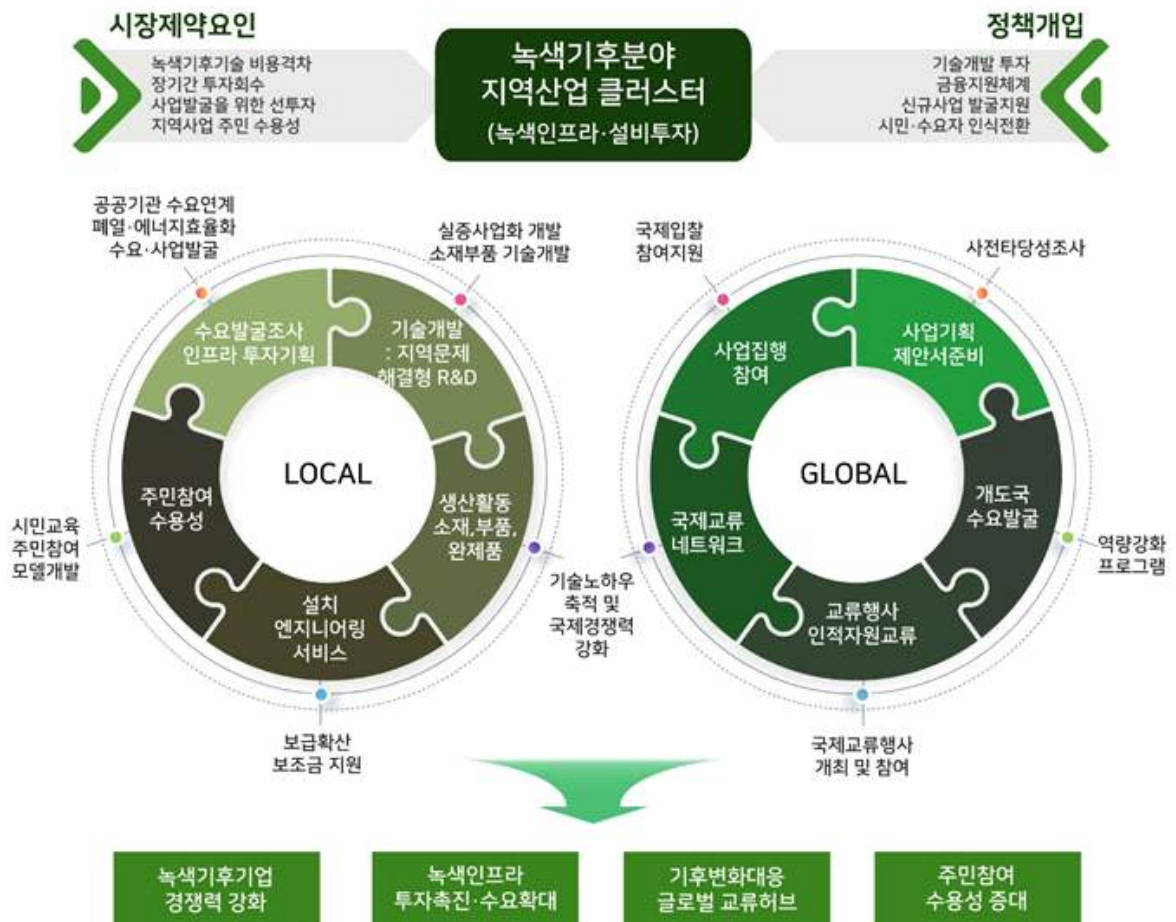 시장제약요인
녹색기후기술 비용격차
장기간 투자회수
사업발굴을 위한 선투자
지역사업 주민 수용성
녹색기후분야
지역산업 클러스터
(녹색인프라·설비투자)
정책개입
기술개발 투자
금융지원체계
신규사업 발굴지원
시민·수요자 인식전환
공공기관 수요연계
폐열·에너지효율화
수요·사업발굴
실증사업화 개발
소재부품 기술개발
수요발굴조사
인프라 투자기획
기술개발
: 지역문제
해결형 R&D
LOCAL
주민참여
수용성
생산활동
소재,부품,
완제품
설치
엔지니어링
서비스
시민교육
주민참여
모델개발
기술노하우
축적 및
국제경쟁력
강화
보급확산
보조금 지원
국제입찰
참여지원
사전타당성조사
사업집행
참여
사업기획
제안서준비
GLOBAL
국제교류
네트워크
개도국
수요발굴
교류행사
인적자원교류
역량강화
프로그램
국제교류행사
개최 및 참여
녹색기후기업
경쟁력 강화
녹색인프라
투자촉진·수요확대
기후변화대응
글로벌 교류허브
주민참여
수용성 증대